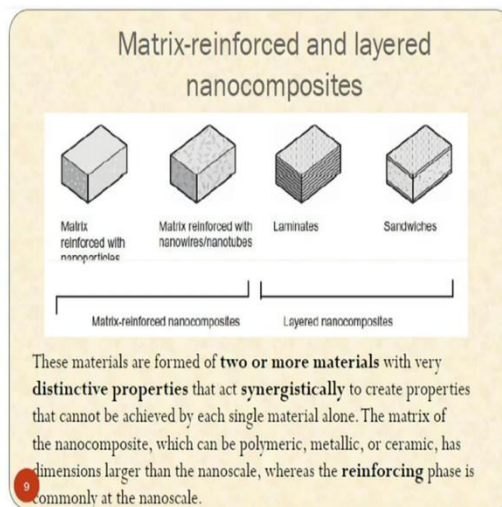 Matrix-reinforced and layered
nanocomposites
Matrix
reinforced with
nanoparticles
Matrix reinforced with
nanowires/nanotubes
Laminates
Sandwiches
Matrix-reinforced nanocomposites
Layered nanocomposites
These materials are formed of two or more materials with very
distinctive properties that act synergistically to create properties
that cannot be achieved by each single material alone. The matrix of
the nanocomposite, which can be polymeric, metallic, or ceramic, has
dimensions larger than the nanoscale, whereas the reinforcing phase is
commonly at the nanoscale.
9